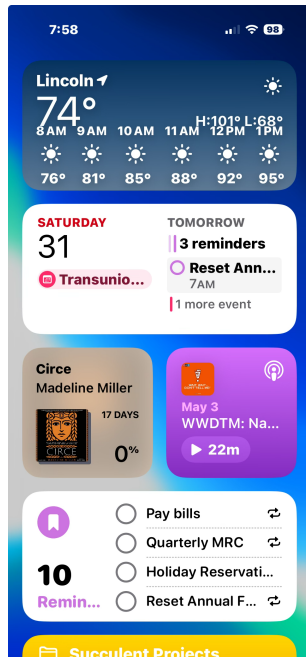 7:58
98
Lincoln
74°
H:101° L:68°
8 AM 9 AM 10 AM 11 AM 12 PM 1 PM
76° 81° 85° 88° 92° 95°
SATURDAY
31
Transunio...
TOMORROW
3 reminders
Reset Ann...
7AM
1 more event
Circe
Madeline Miller
17 DAYS
CIRCE
0%
May 3
WWDTM: Na...
22m
10
Remin...
Pay bills
Quarterly MRC
Holiday Reservati...
Reset Annual F...
Succulent Projects